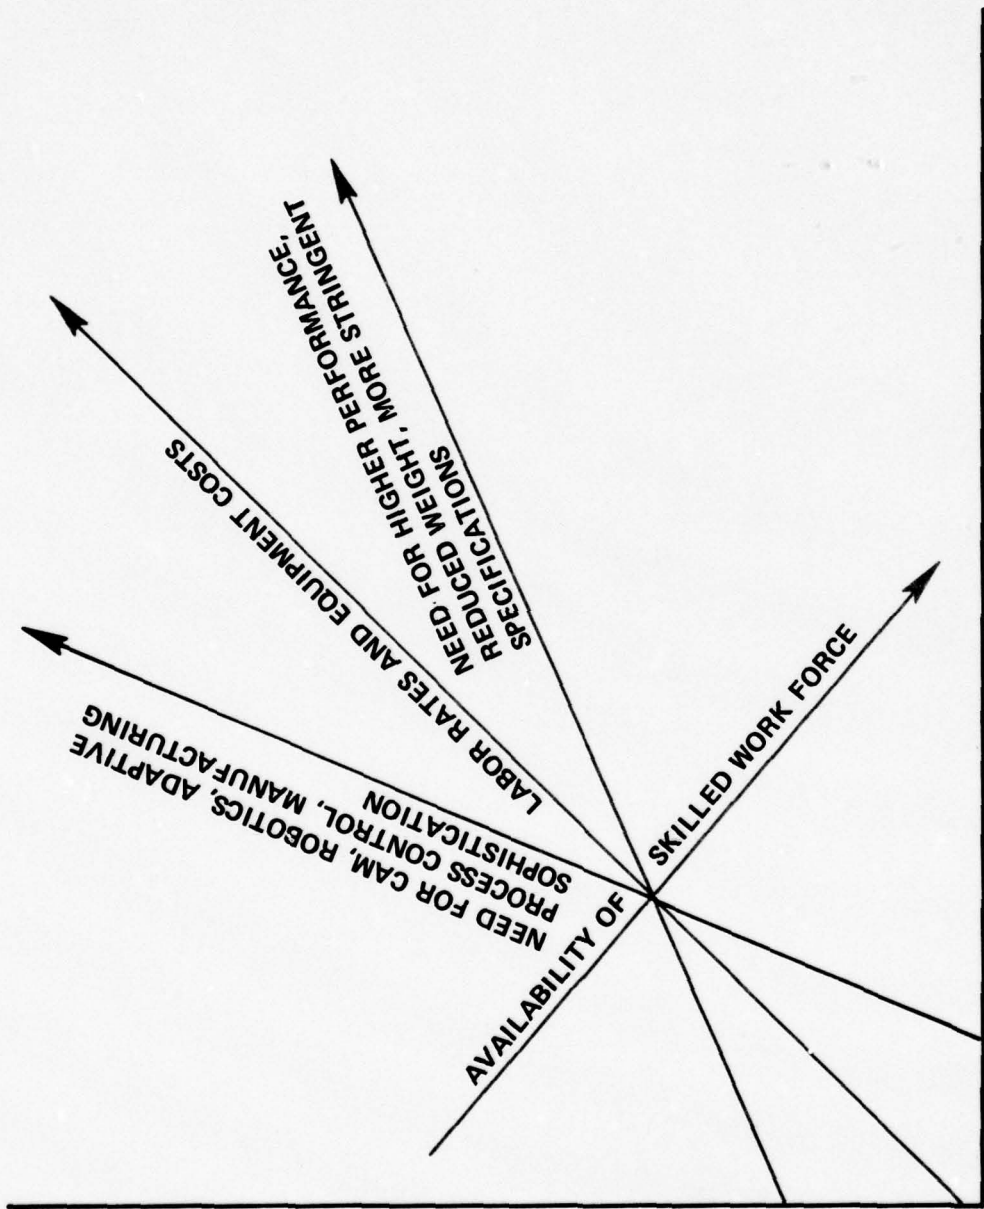 NEED FOR CAM, ROBOTICS, ADAPTIVE
PROCESS CONTROL, MANUFACTURING
SOPHISTICATION
LABOR RATES AND EQUIPMENT COSTS
NEED FOR HIGHER PERFORMANCE,
REDUCED WEIGHT, MORE STRINGENT
SPECIFICATIONS
AVAILABILITY OF SKILLED WORK FORCE